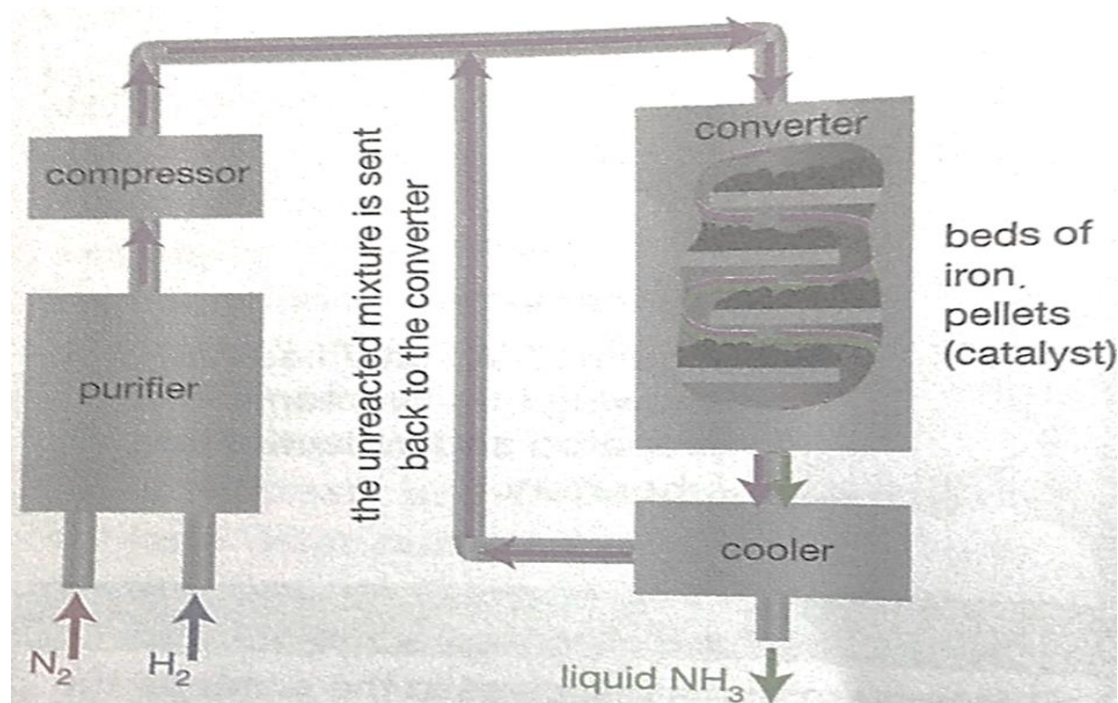 converter
compressor
the unreacted mixture is sent
back to the converter
beds of
iron.
pellets
(catalyst)
purifier
cooler
N₂
H₂
liquid NH₃